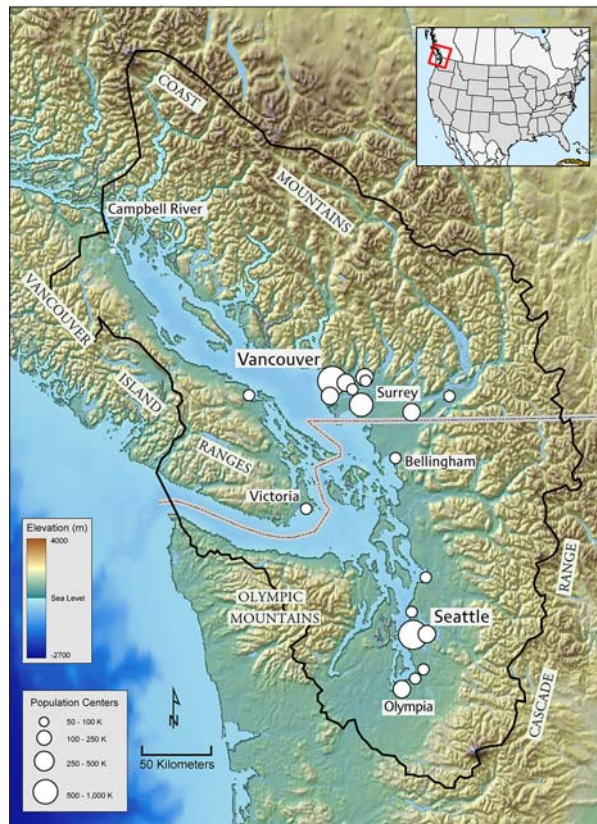 COAST
MOUNTAINS
Campbell River
VANCOUVER
ISLAND
RANGES
Vancouver
Surrey
Bellingham
Victoria
Elevation (m)
4000
Sea Level
-2700
OLYMPIC
MOUNTAINS
Seattle
RANGE
CASCADE
Olympia
Population Centers
50 - 100 K
100 - 250 K
250 - 500 K
500 - 1,000 K
N
50 Kilometers